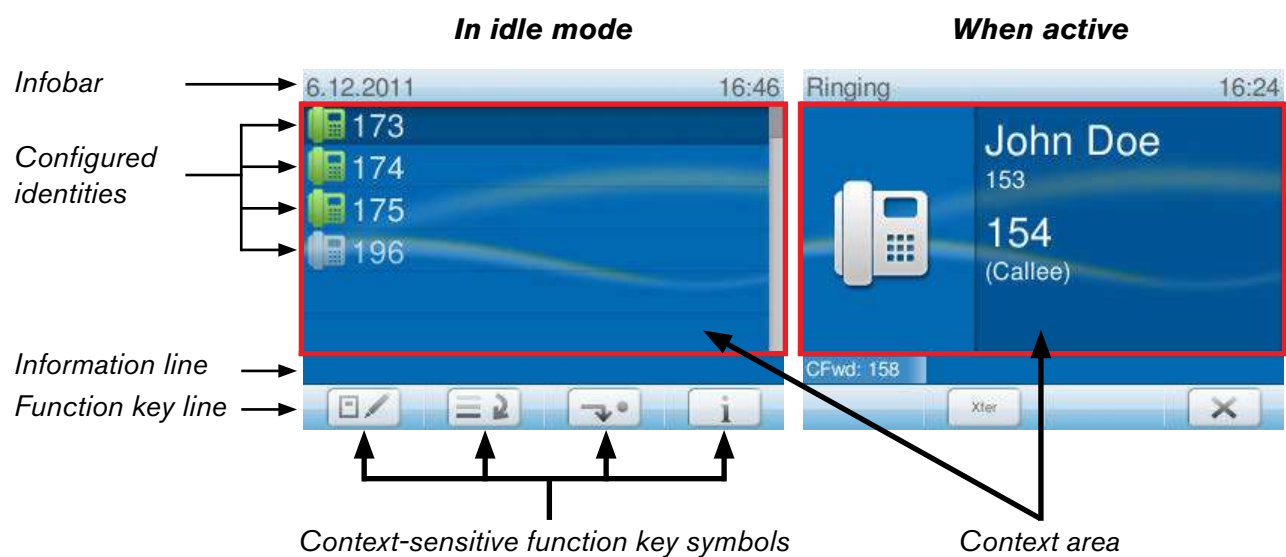 In idle mode
When active
Infobar
6.12.2011 16:46
Ringing 16:24
Configured
identities
173
174
175
196
John Doe
153
154
(Callee)
Information line
CFwd: 158
Function key line
i
Xfer
Context-sensitive function key symbols
Context area